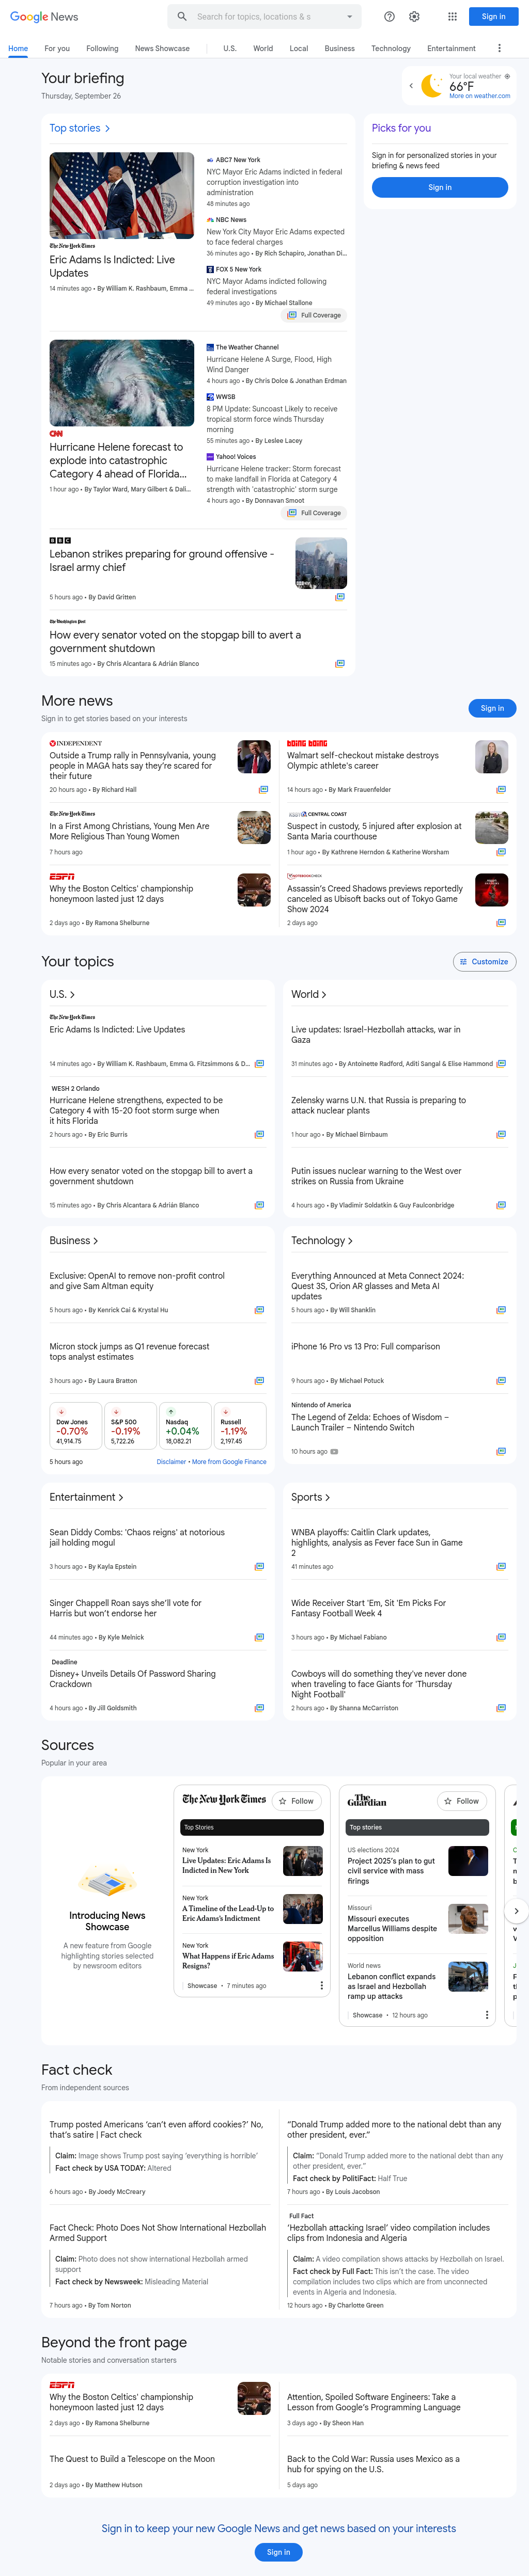 Google News
Search for topics, locations & s
Sign in
Home
For you
Following
News Showcase
U.S.
World
Local
Business
Technology
Entertainment
Your briefing
Thursday, September 26
Your local weather
66°F
More on weather.com
Top stories
The New York Times
Eric Adams Is Indicted: Live
Updates
14 minutes ago • By William K. Rashbaum, Emma ...
ABC7 New York
NYC Mayor Eric Adams indicted in federal
corruption investigation into
administration
48 minutes ago
NBC News
New York City Mayor Eric Adams expected
to face federal charges
36 minutes ago • By Rich Schapiro, Jonathan Di...
FOX 5 New York
NYC Mayor Adams indicted following
federal investigations
49 minutes ago • By Michael Stallone
Full Coverage
Picks for you
Sign in for personalized stories in your
briefing & news feed
Sign in
CNN
Hurricane Helene forecast to
explode into catastrophic
Category 4 ahead of Florida...
1 hour ago • By Taylor Ward, Mary Gilbert & Dali...
The Weather Channel
Hurricane Helene A Surge, Flood, High
Wind Danger
4 hours ago • By Chris Dolce & Jonathan Erdman
WWSB
8 PM Update: Suncoast Likely to receive
tropical storm force winds Thursday
morning
55 minutes ago • By Leslee Lacey
Yahoo! Voices
Hurricane Helene tracker: Storm forecast
to make landfall in Florida at Category 4
strength with 'catastrophic' storm surge
4 hours ago • By Donnavan Smoot
Full Coverage
BBC
Lebanon strikes preparing for ground offensive -
Israel army chief
5 hours ago • By David Gritten
The Washington Post
How every senator voted on the stopgap bill to avert a
government shutdown
15 minutes ago • By Chris Alcantara & Adrián Blanco
More news
Sign in to get stories based on your interests
Sign in
INDEPENDENT
Outside a Trump rally in Pennsylvania, young
people in MAGA hats say they're scared for
their future
20 hours ago • By Richard Hall
boing boing
Walmart self-checkout mistake destroys
Olympic athlete's career
14 hours ago • By Mark Frauenfelder
The New York Times
In a First Among Christians, Young Men Are
More Religious Than Young Women
7 hours ago
CENTRAL COAST
Suspect in custody, 5 injured after explosion at
Santa Maria courthouse
1 hour ago • By Kathrene Herndon & Katherine Worsham
ESPN
Why the Boston Celtics' championship
honeymoon lasted just 12 days
2 days ago • By Ramona Shelburne
Assassin's Creed Shadows previews reportedly
canceled as Ubisoft backs out of Tokyo Game
Show 2024
2 days ago
Your topics
Customize
U.S.
The New York Times
Eric Adams Is Indicted: Live Updates
14 minutes ago • By William K. Rashbaum, Emma G. Fitzsimmons & D...
WESH 2 Orlando
Hurricane Helene strengthens, expected to be
Category 4 with 15-20 foot storm surge when
it hits Florida
2 hours ago • By Eric Burris
How every senator voted on the stopgap bill to avert a
government shutdown
15 minutes ago • By Chris Alcantara & Adrián Blanco
World
Live updates: Israel-Hezbollah attacks, war in
Gaza
31 minutes ago • By Antoinette Radford, Aditi Sangal & Elise Hammond
Zelensky warns U.N. that Russia is preparing to
attack nuclear plants
1 hour ago • By Michael Birnbaum
Putin issues nuclear warning to the West over
strikes on Russia from Ukraine
4 hours ago • By Vladimir Soldatkin & Guy Faulconbridge
Business
Exclusive: OpenAI to remove non-profit control
and give Sam Altman equity
5 hours ago • By Kenrick Cai & Krystal Hu
Micron stock jumps as Q1 revenue forecast
tops analyst estimates
3 hours ago • By Laura Bratton
Dow Jones
-0.70%
41,914.75
S&P 500
-0.19%
5,722.26
Nasdaq
+0.04%
18,082.21
Russell
-1.19%
2,197.45
5 hours ago
Disclaimer • More from Google Finance
Technology
Everything Announced at Meta Connect 2024:
Quest 3S, Orion AR glasses and Meta AI
updates
5 hours ago • By Will Shanklin
iPhone 16 Pro vs 13 Pro: Full comparison
9 hours ago • By Michael Potuck
Nintendo of America
The Legend of Zelda: Echoes of Wisdom –
Launch Trailer – Nintendo Switch
10 hours ago
Entertainment
Sean Diddy Combs: 'Chaos reigns' at notorious
jail holding mogul
3 hours ago • By Kayla Epstein
Singer Chappell Roan says she'll vote for
Harris but won't endorse her
44 minutes ago • By Kyle Melnick
Deadline
Disney+ Unveils Details Of Password Sharing
Crackdown
4 hours ago • By Jill Goldsmith
Sports
WNBA playoffs: Caitlin Clark updates,
highlights, analysis as Fever face Sun in Game
2
41 minutes ago
Wide Receiver Start 'Em, Sit 'Em Picks For
Fantasy Football Week 4
3 hours ago • By Michael Fabiano
Cowboys will do something they've never done
when traveling to face Giants for 'Thursday
Night Football'
2 hours ago • By Shanna McCarriston
Sources
Popular in your area
Introducing News
Showcase
A new feature from Google
highlighting stories selected
by newsroom editors
The New York Times
Follow
Top Stories
New York
Live Updates: Eric Adams Is
Indicted in New York
New York
A Timeline of the Lead-Up to
Eric Adams's Indictment
New York
What Happens if Eric Adams
Resigns?
Showcase • 7 minutes ago
The Guardian
Follow
Top stories
US elections 2024
Project 2025's plan to gut
civil service with mass
firings
Missouri
Missouri executes
Marcellus Williams despite
opposition
World news
Lebanon conflict expands
as Israel and Hezbollah
ramp up attacks
Showcase • 12 hours ago
Fact check
From independent sources
Trump posted Americans 'can't even afford cookies?' No,
that's satire | Fact check
Claim: Image shows Trump post saying 'everything is horrible'
Fact check by USA TODAY: Altered
6 hours ago • By Joedy McCreary
"Donald Trump added more to the national debt than any
other president, ever."
Claim: "Donald Trump added more to the national debt than any
other president, ever."
Fact check by PolitiFact: Half True
7 hours ago • By Louis Jacobson
Fact Check: Photo Does Not Show International Hezbollah
Armed Support
Claim: Photo does not show international Hezbollah armed
support
Fact check by Newsweek: Misleading Material
7 hours ago • By Tom Norton
Full Fact
'Hezbollah attacking Israel' video compilation includes
clips from Indonesia and Algeria
Claim: A video compilation shows attacks by Hezbollah on Israel.
Fact check by Full Fact: This isn't the case. The video
compilation includes two clips which are from unconnected
events in Algeria and Indonesia.
12 hours ago • By Charlotte Green
Beyond the front page
Notable stories and conversation starters
ESPN
Why the Boston Celtics' championship
honeymoon lasted just 12 days
2 days ago • By Ramona Shelburne
Attention, Spoiled Software Engineers: Take a
Lesson from Google's Programming Language
3 days ago • By Sheon Han
The Quest to Build a Telescope on the Moon
2 days ago • By Matthew Hutson
Back to the Cold War: Russia uses Mexico as a
hub for spying on the U.S.
5 days ago
Sign in to keep your new Google News and get news based on your interests
Sign in